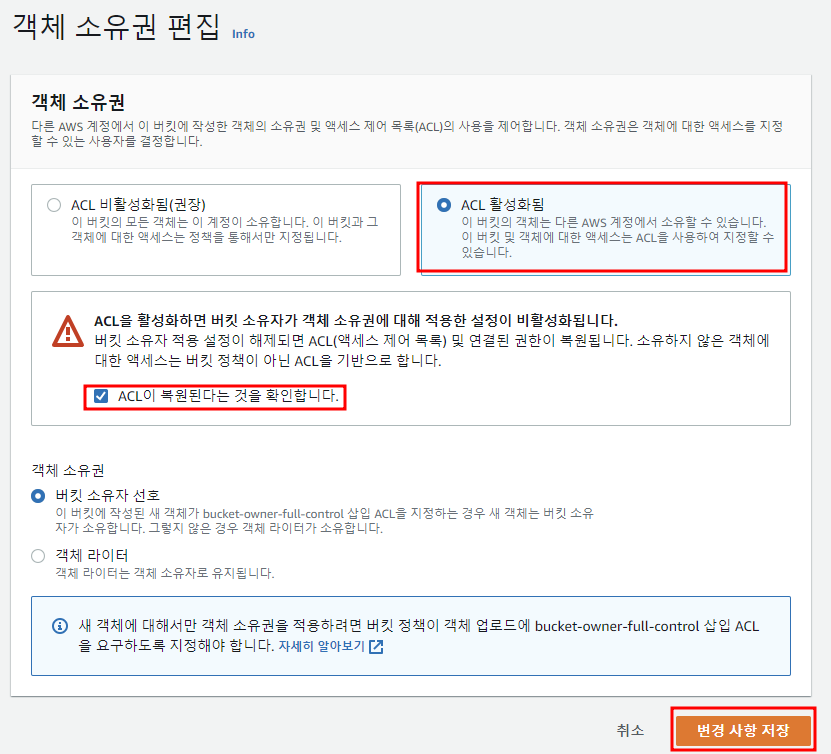 객체 소유권 편집 Info
객체 소유권
다른 AWS 계정에서 이 버킷에 작성한 객체의 소유권 및 액세스 제어 목록(ACL)의 사용을 제어합니다. 객체 소유권은 객체에 대한 액세스를 지정
할 수 있는 사용자를 결정합니다.
ACL 비활성화됨(권장)
이 버킷의 모든 객체는 이 계정이 소유합니다. 이 버킷과 그
객체에 대한 액세스는 정책을 통해서만 지정됩니다.
ACL 활성화됨
이 버킷의 객체는 다른 AWS 계정에서 소유할 수 있습니다.
이 버킷 및 객체에 대한 액세스는 ACL을 사용하여 지정할 수
있습니다.
ACL을 활성화하면 버킷 소유자가 객체 소유권에 대해 적용한 설정이 비활성화됩니다.
버킷 소유자 적용 설정이 해제되면 ACL(액세스 제어 목록) 및 연결된 권한이 복원됩니다. 소유하지 않은 객체에
대한 액세스는 버킷 정책이 아닌 ACL을 기반으로 합니다.
ACL이 복원된다는 것을 확인합니다.
객체 소유권
버킷 소유자 선호
이 버킷에 작성된 새 객체가 bucket-owner-full-control 삽입 ACL을 지정하는 경우 새 객체는 버킷 소유
자가 소유합니다. 그렇지 않은 경우 객체 라이터가 소유합니다.
객체 라이터
객체 라이터는 객체 소유자로 유지됩니다.
새 객체에 대해서만 객체 소유권을 적용하려면 버킷 정책이 객체 업로드에 bucket-owner-full-control 삽입 ACL
을 요구하도록 지정해야 합니다. 자세히 알아보기
취소
변경 사항 저장